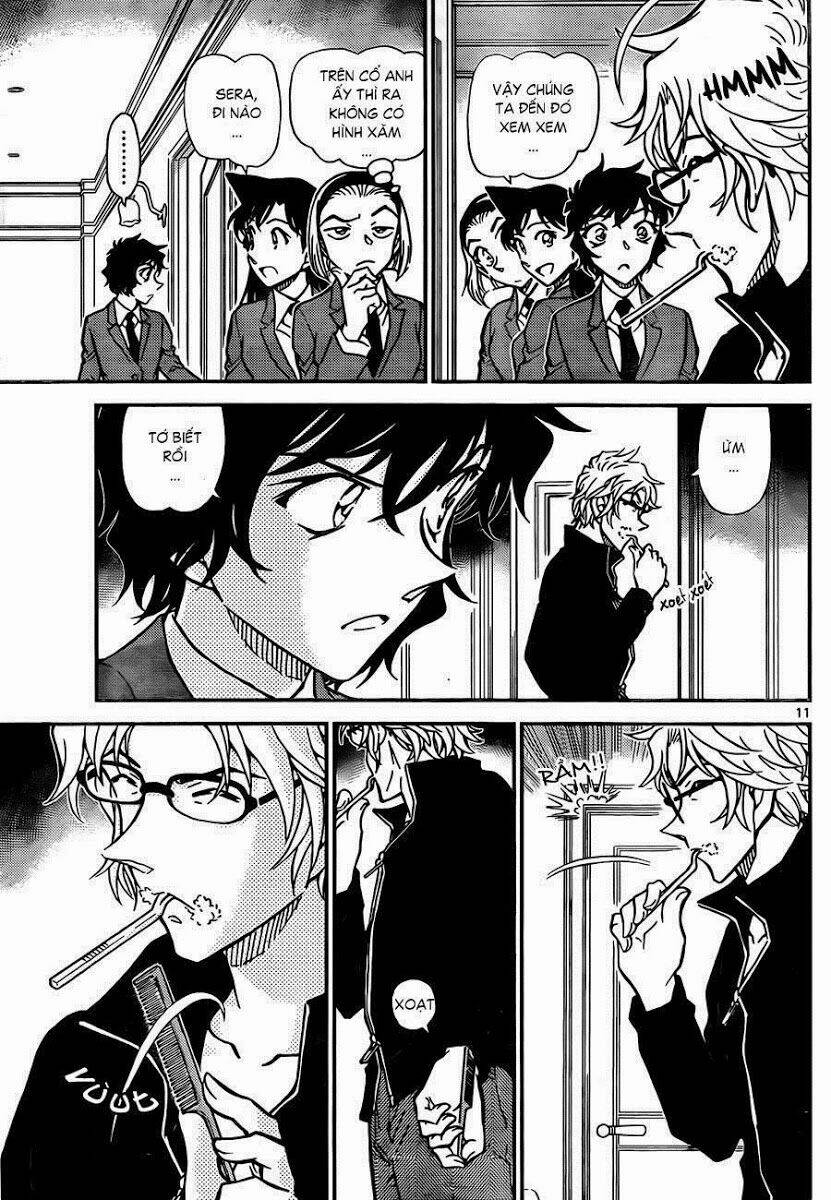 HMMM
VẬY CHÚNG
TA ĐẾN ĐÓ
XEM XEM
...
TRÊN CỔ ANH
ẤY THÌ RA
KHÔNG CÓ
HÌNH XĂM
...
SERA,
ĐI NÀO
...
.........
ỪM
...
xoẹt xoẹt
TỚ BIẾT
RỒI
...
11
RẦM!!
XOẠT
VÙÙÙ